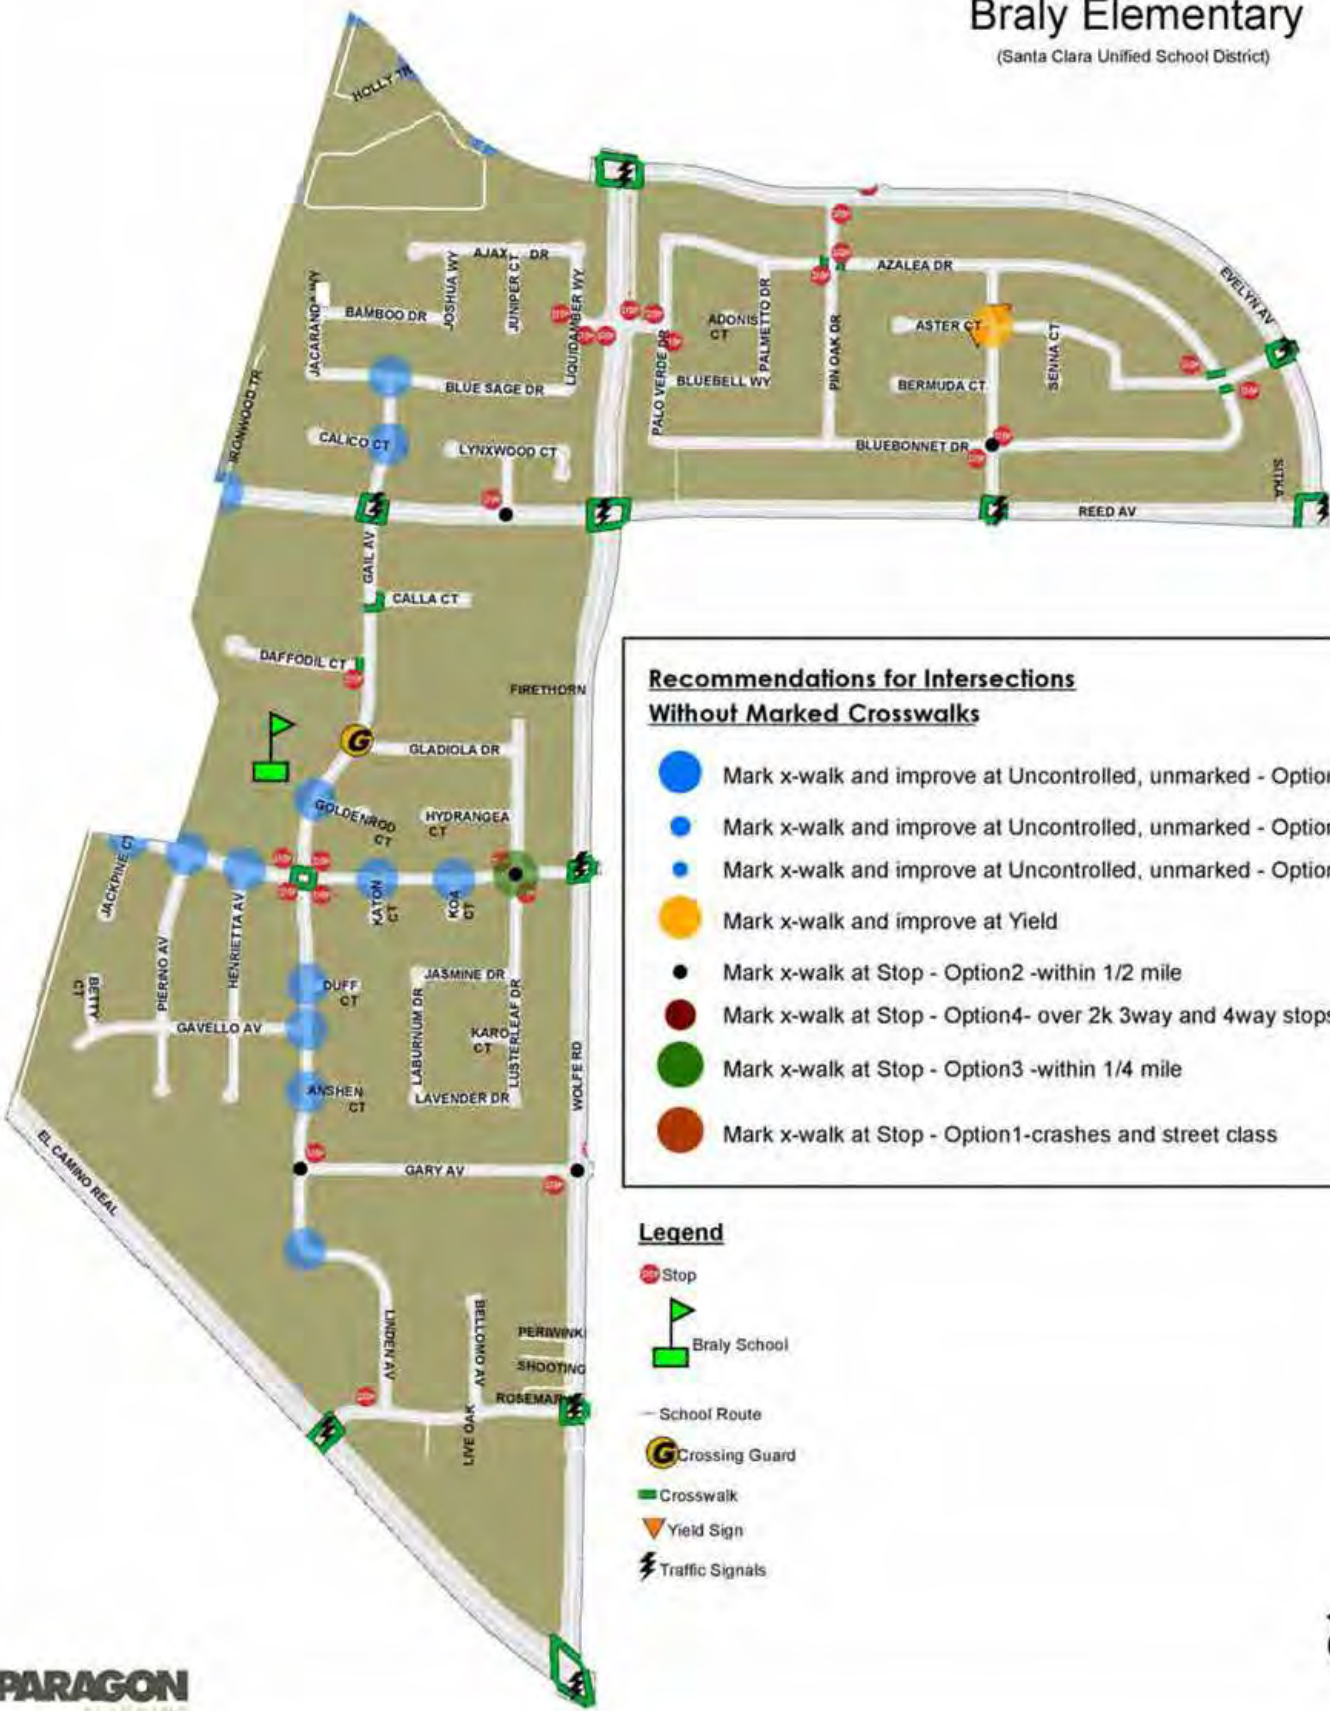 Braly Elementary
(Santa Clara Unified School District)
HOLLY TR
AJAX DR
JOSHUA WY
JUNIPER CT
LIQUIDAMBER WY
JACARANDA WY
BAMBOO DR
BLUE SAGE DR
IRONWOOD TR
CALICO CT
LYNXWOOD CT
PALO VERDE DR
ADONIS
CT
PALMETTO DR
BLUEBELL WY
PIN OAK DR
AZALEA DR
ASTER CT
BERMUDA CT
SENNA CT
EVELYN AV
BLUEBONNET DR
SITKA
REED AV
GAIL AV
CALLA CT
DAFFODIL CT
FIRETHORN
G
GLADIOLA DR
GOLDENROD
CT
HYDRANGEA
CT
JACKPINE CT
PIERINO AV
HENRIETTA AV
KATON
CT
KOA
CT
BETTY
CT
DUFF
CT
GAVELLO AV
JASMINE DR
LABURNUM DR
KARO
CT
LUSTERLEAF DR
ANSHEN
CT
LAVENDER DR
WOLFE RD
EL CAMINO REAL
GARY AV
LINDEN AV
BELLOMO AV
PERIWINK
SHOOTING
ROSEMAR
LIVE OAK
Recommendations for Intersections
Without Marked Crosswalks
Mark x-walk and improve at Uncontrolled, unmarked - Option
Mark x-walk and improve at Uncontrolled, unmarked - Option
Mark x-walk and improve at Uncontrolled, unmarked - Option
Mark x-walk and improve at Yield
Mark x-walk at Stop - Option2 -within 1/2 mile
Mark x-walk at Stop - Option4- over 2k 3way and 4way stops
Mark x-walk at Stop - Option3 -within 1/4 mile
Mark x-walk at Stop - Option1-crashes and street class
Legend
STOP Stop
Braly School
School Route
G Crossing Guard
Crosswalk
Yield Sign
Traffic Signals
PARAGON